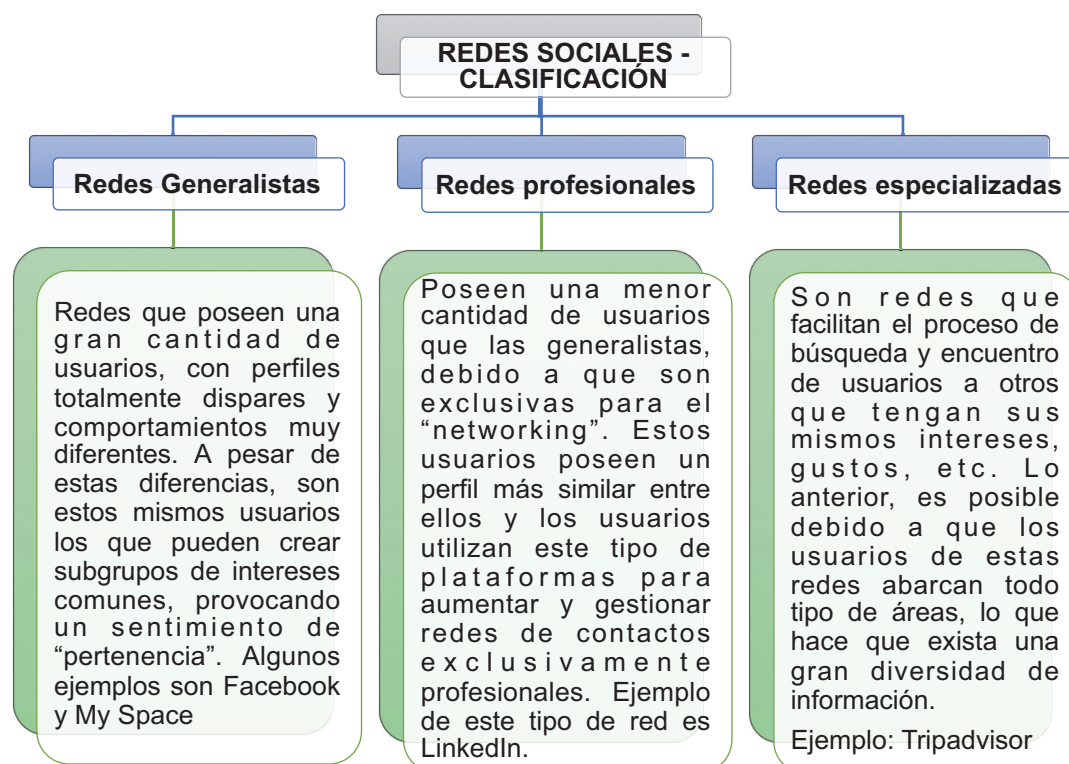 REDES SOCIALES -
CLASIFICACIÓN
Redes Generalistas
Redes que poseen una
gran cantidad de
usuarios, con perfiles
totalmente dispares y
comportamientos muy
diferentes. A pesar de
estas diferencias, son
estos mismos usuarios
los que pueden crear
subgrupos de intereses
comunes, provocando
un sentimiento de
“pertenencia”. Algunos
ejemplos son Facebook
y My Space
Redes profesionales
Poseen una menor
cantidad de usuarios
que las generalistas,
debido a que son
exclusivas para el
“networking”. Estos
usuarios poseen un
perfil más similar entre
ellos y los usuarios
utilizan este tipo de
plataformas para
aumentar y gestionar
redes de contactos
exclusivamente
profesionales. Ejemplo
de este tipo de red es
LinkedIn.
Redes especializadas
Son redes que
facilitan el proceso de
búsqueda y encuentro
de usuarios a otros
que tengan sus
mismos intereses,
gustos, etc. Lo
anterior, es posible
debido a que los
usuarios de estas
redes abarcan todo
tipo de áreas, lo que
hace que exista una
gran diversidad de
información.
Ejemplo: Tripadvisor